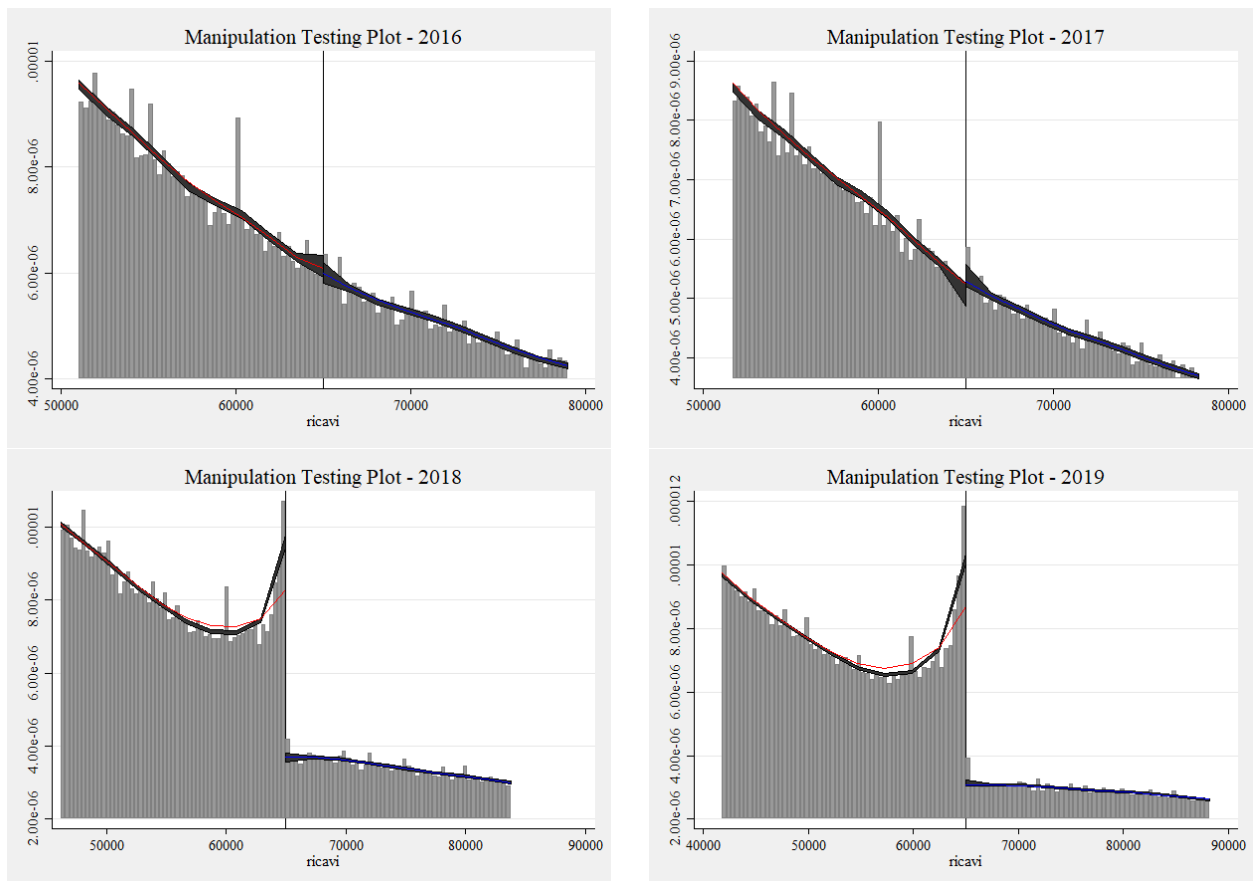 Manipulation Testing Plot - 2016
.00001
8.00e-06
6.00e-06
4.00e-06
50000 60000 70000 80000
ricavi
Manipulation Testing Plot - 2017
9.00e-06
8.00e-06
7.00e-06
6.00e-06
5.00e-06
4.00e-06
50000 60000 70000 80000
ricavi
Manipulation Testing Plot - 2018
.00001
8.00e-06
6.00e-06
4.00e-06
2.00e-06
50000 60000 70000 80000 90000
ricavi
Manipulation Testing Plot - 2019
.000012
.00001
8.00e-06
6.00e-06
4.00e-06
2.00e-06
40000 50000 60000 70000 80000 90000
ricavi